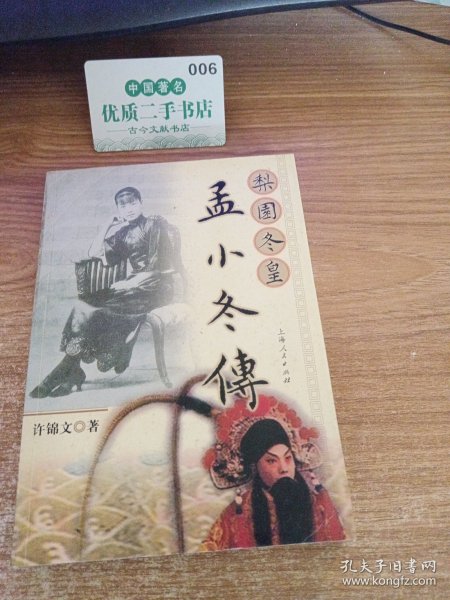 006
中国著名
优质二手书店
古今文献书店
梨園冬皇
孟小冬傳
上海人民出版社
许锦文◎著
孔夫子旧书网
www.kongfz.com